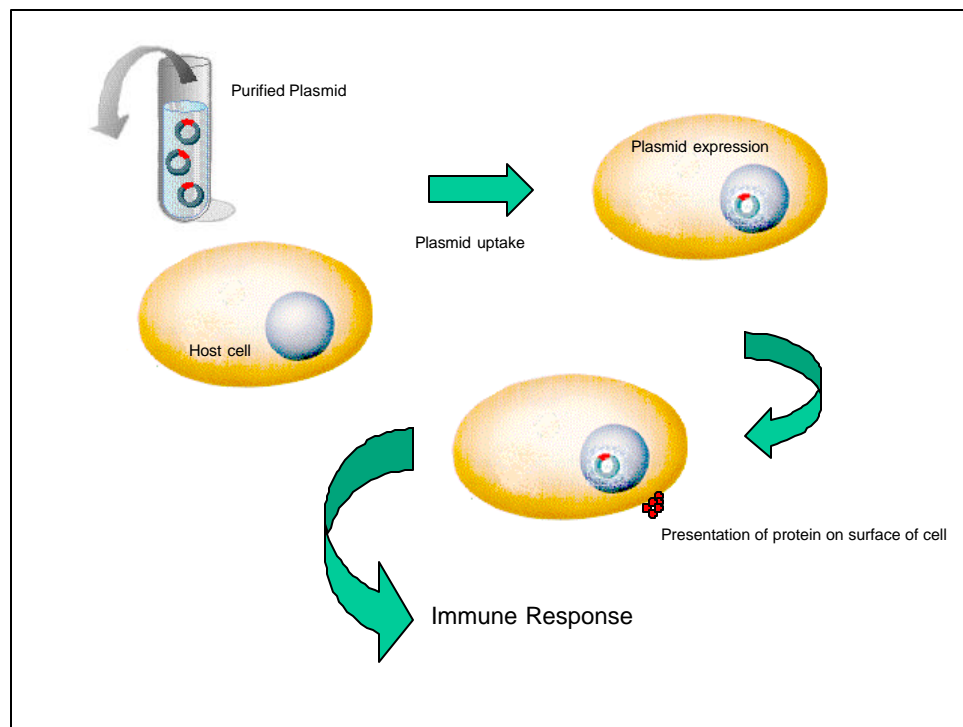 Purified Plasmid
Plasmid expression
Plasmid uptake
Host cell
Presentation of protein on surface of cell
Immune Response